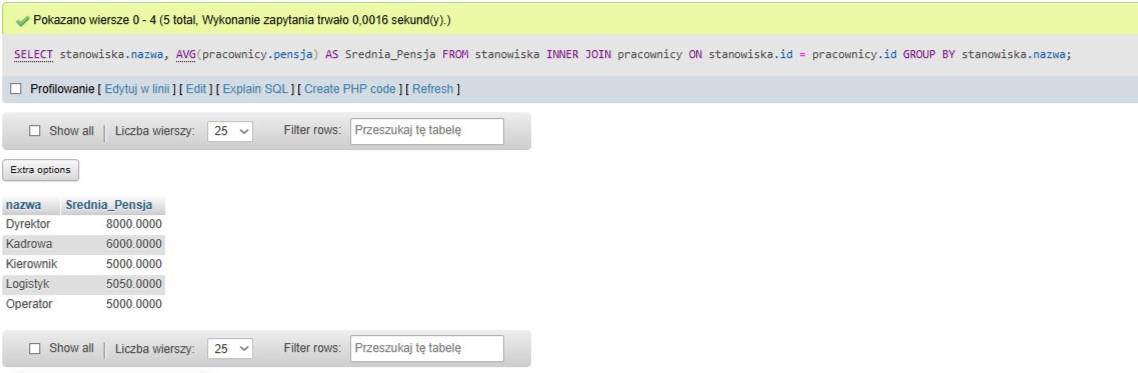 Pokazano wiersze 0 - 4 (5 total, Wykonanie zapytania trwało 0,0016 sekund(y).)
SELECT stanowiska.nazwa, AVG(pracownicy.pensja) AS Srednia_Pensja FROM stanowiska INNER JOIN pracownicy ON stanowiska.id = pracownicy.id GROUP BY stanowiska.nazwa;
Profilowanie [ Edytuj w linii ] [ Edit ] [ Explain SQL ] [ Create PHP code ] [ Refresh ]
Show all | Liczba wierszy: 25 Filter rows: Przeszukaj tę tabelę
Extra options
nazwa Srednia_Pensja
Dyrektor 8000.0000
Kadrowa 6000.0000
Kierownik 5000.0000
Logistyk 5050.0000
Operator 5000.0000
Show all | Liczba wierszy: 25 Filter rows: Przeszukaj tę tabelę